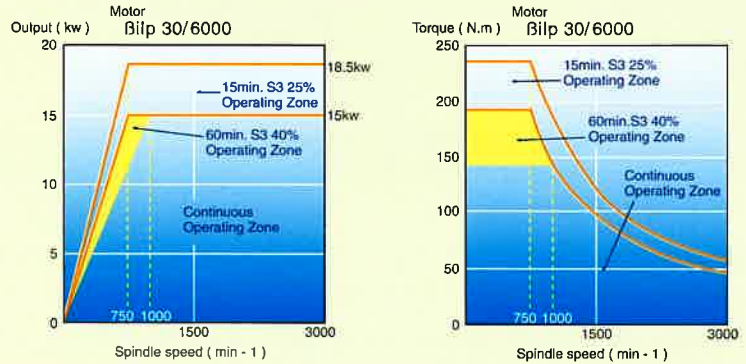 Motor
Output ( kw )
βilp 30/6000
20
15
10
5
0
18.5kw
15kw
15min. S3 25%
Operating Zone
60min. S3 40%
Operating Zone
Continuous
Operating Zone
750
1000
1500
3000
Spindle speed ( min - 1 )
Motor
Torque ( N.m )
βilp 30/6000
250
200
150
100
50
0
15min. S3 25%
Operating Zone
60min.S3 40%
Operating Zone
Continuous
Operating Zone
750
1000
1500
3000
Spindle speed ( min - 1 )